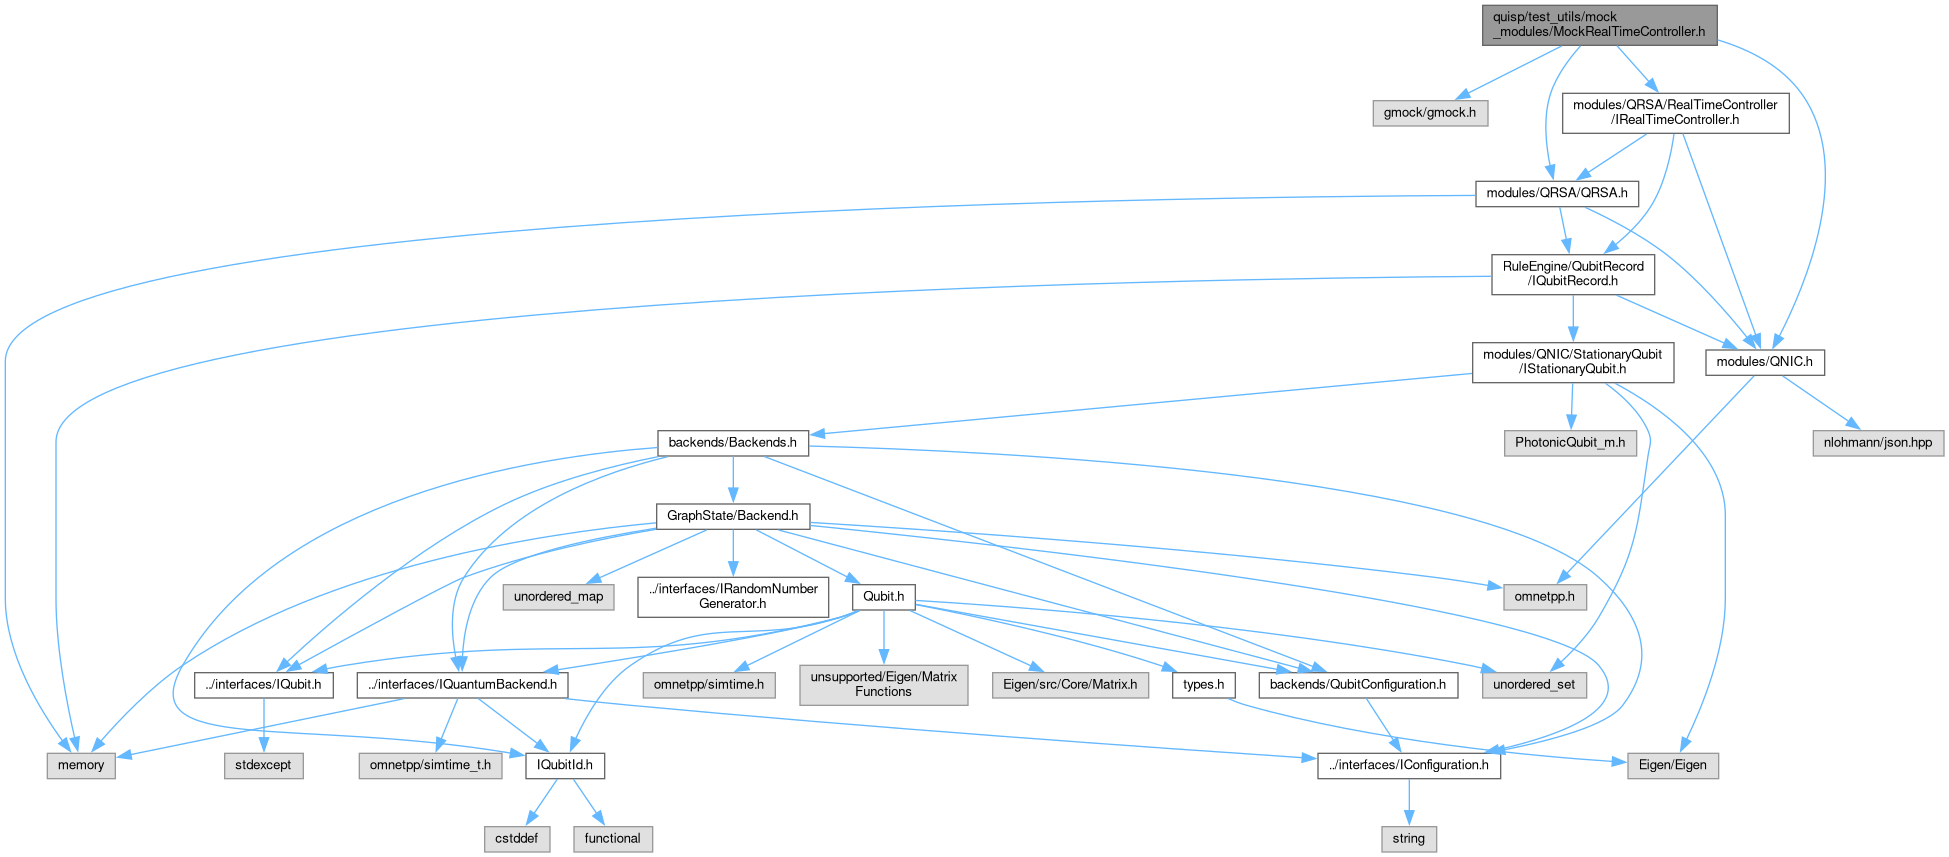 quisp/test_utils/mock
_modules/MockRealTimeController.h
gmock/gmock.h
modules/QRSA/RealTimeController
/IRealTimeController.h
modules/QRSA/QRSA.h
RuleEngine/QubitRecord
/IQubitRecord.h
modules/QNIC/StationaryQubit
/IStationaryQubit.h
modules/QNIC.h
backends/Backends.h
PhotonicQubit_m.h
nlohmann/json.hpp
GraphState/Backend.h
unordered_map
../interfaces/IRandomNumber
Generator.h
Qubit.h
omnetpp.h
../interfaces/IQubit.h
../interfaces/IQuantumBackend.h
omnetpp/simtime.h
unsupported/Eigen/Matrix
Functions
Eigen/src/Core/Matrix.h
types.h
backends/QubitConfiguration.h
unordered_set
memory
stdexcept
omnetpp/simtime_t.h
IQubitId.h
../interfaces/IConfiguration.h
Eigen/Eigen
cstddef
functional
string